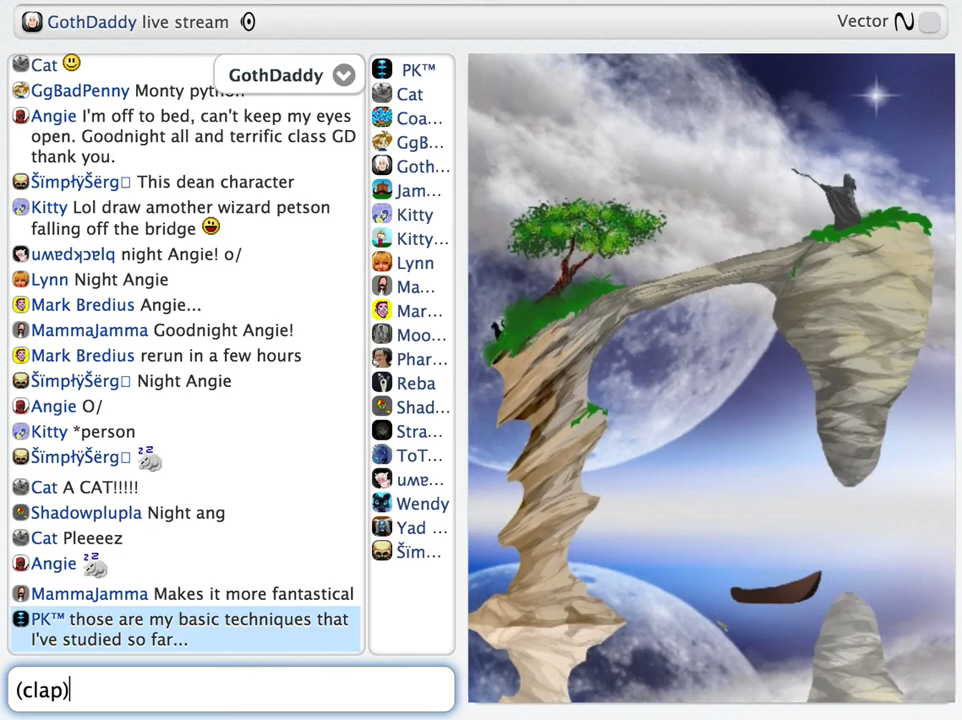 GothDaddy live stream
Vector
Cat
GothDaddy
GgBadPenny Monty python.
Angie I'm off to bed, can't keep my eyes
open. Goodnight all and terrific class GD
thank you.
ŠïmpłÿŠërg This dean character
Kitty Lol draw amother wizard petson
falling off the bridge
uʍɐdʞɔɐlq night Angie! o/
Lynn Night Angie
Mark Bredius Angie...
MammaJamma Goodnight Angie!
Mark Bredius rerun in a few hours
ŠïmpłÿŠërg Night Angie
Angie O/
Kitty *person
ŠïmpłÿŠërg zz
Cat A CAT!!!!!
Shadowplupla Night ang
Cat Pleeeez
Angie zz
MammaJamma Makes it more fantastical
PK™ those are my basic techniques that
I've studied so far...
(clap)
PK™
Cat
Coa...
GgB...
Goth...
Jam...
Kitty
Kitty...
Lynn
Ma...
Mar...
Moo...
Phar...
Reba
Shad...
Stra...
ToT...
uʍɐ...
Wendy
Yad ...
Šïm...